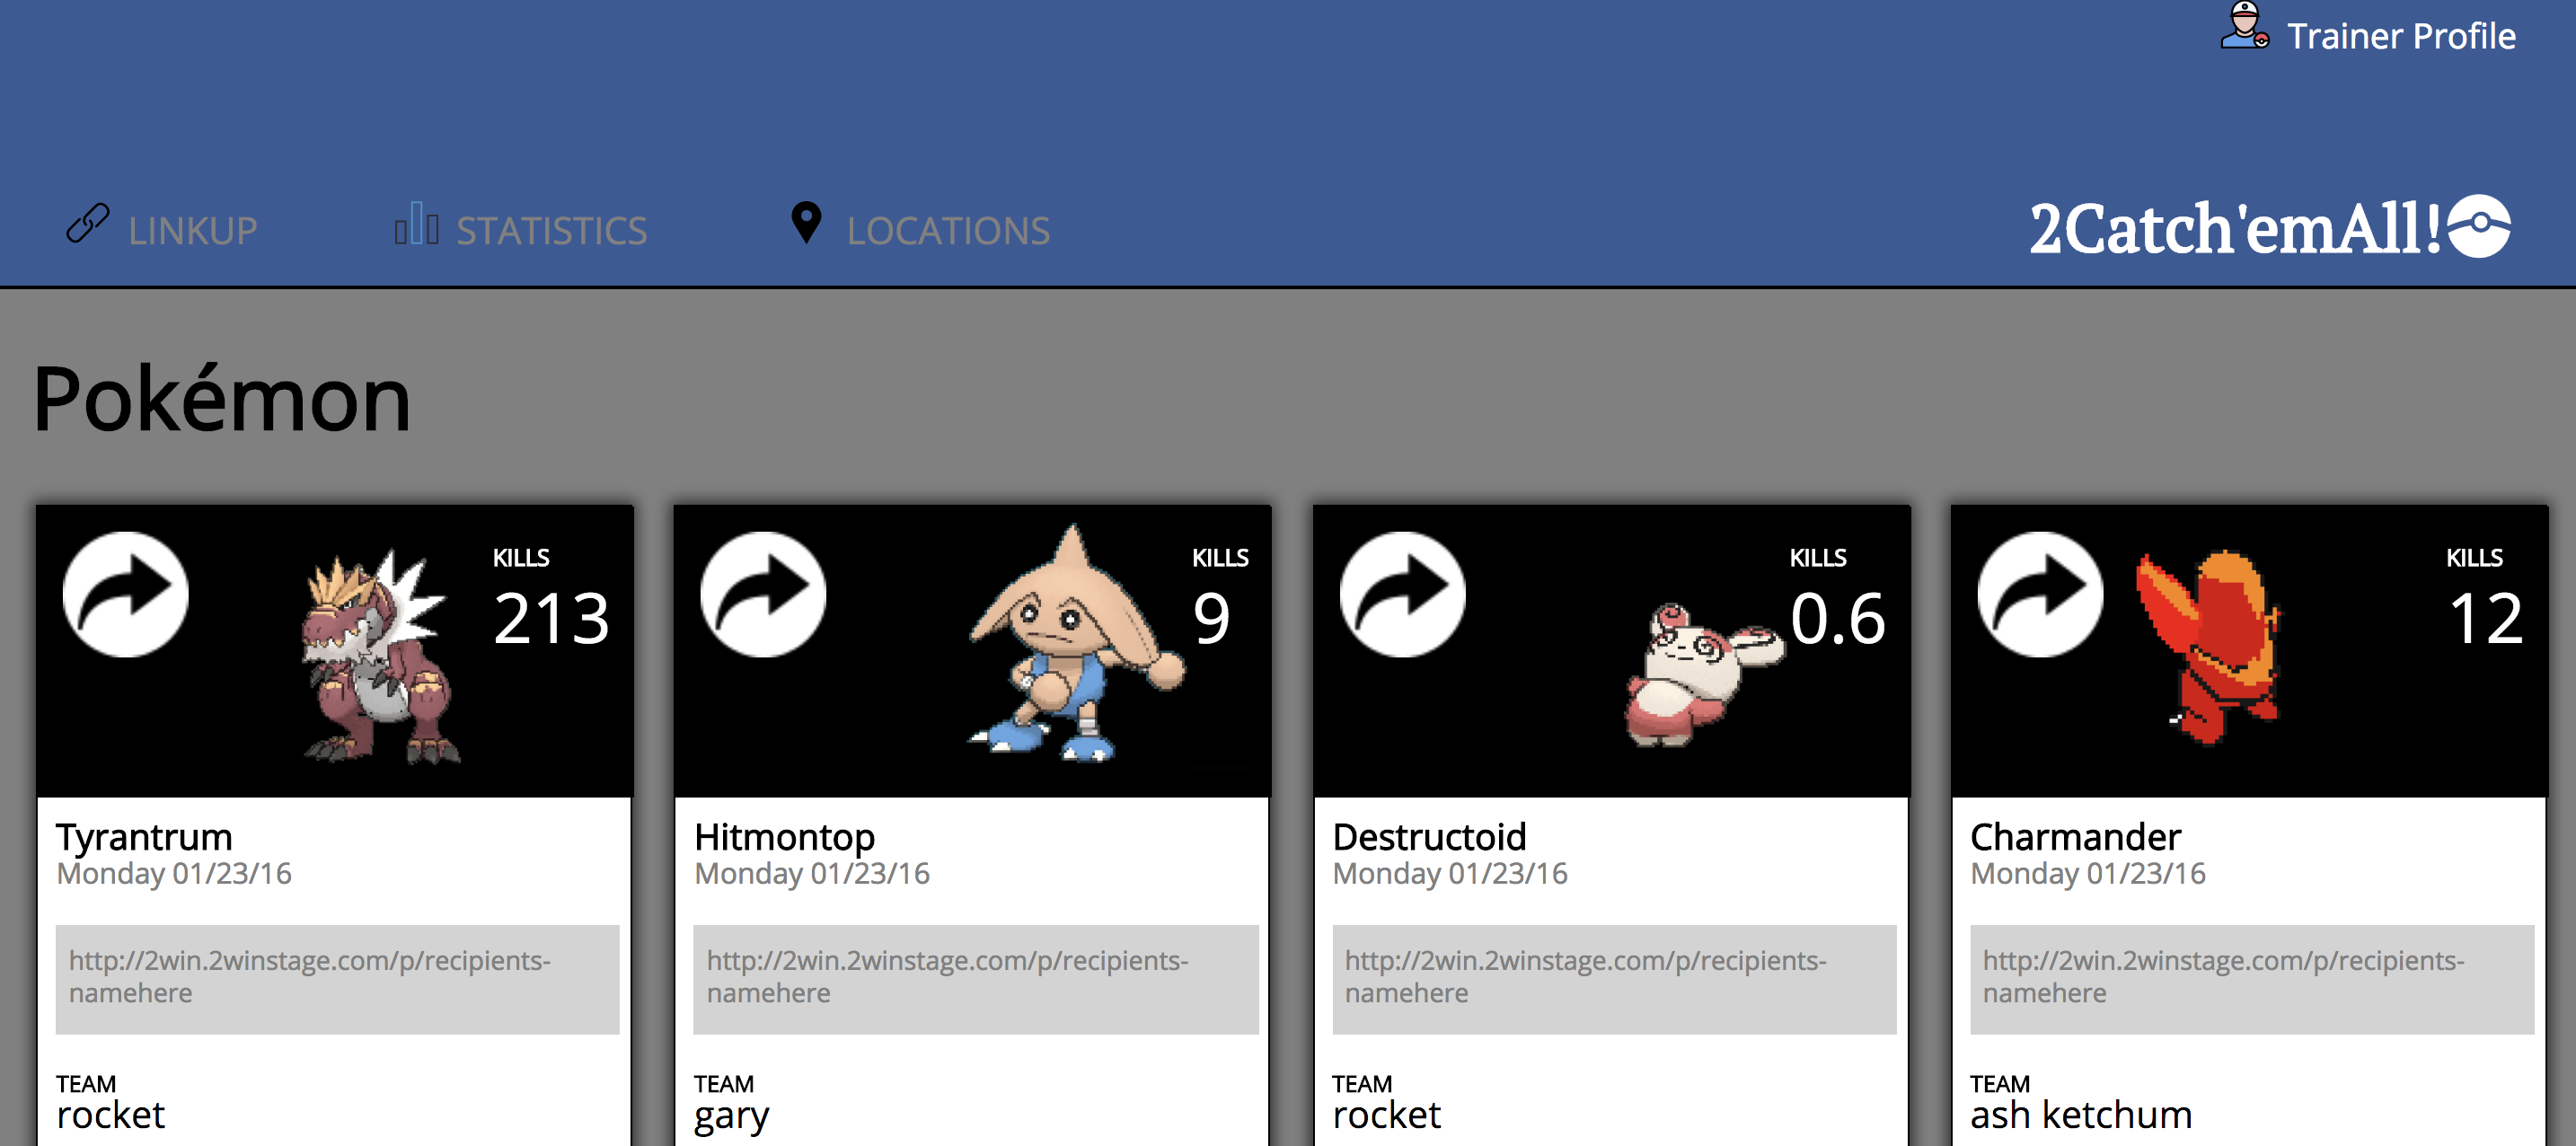 Trainer Profile
LINKUP
STATISTICS
LOCATIONS
2Catch'emAll!
Pokémon
KILLS
213
Tyrantrum
Monday 01/23/16
http://2win.2winstage.com/p/recipients-
namehere
TEAM
rocket
KILLS
9
Hitmontop
Monday 01/23/16
http://2win.2winstage.com/p/recipients-
namehere
TEAM
gary
KILLS
0.6
Destructoid
Monday 01/23/16
http://2win.2winstage.com/p/recipients-
namehere
TEAM
rocket
KILLS
12
Charmander
Monday 01/23/16
http://2win.2winstage.com/p/recipients-
namehere
TEAM
ash ketchum